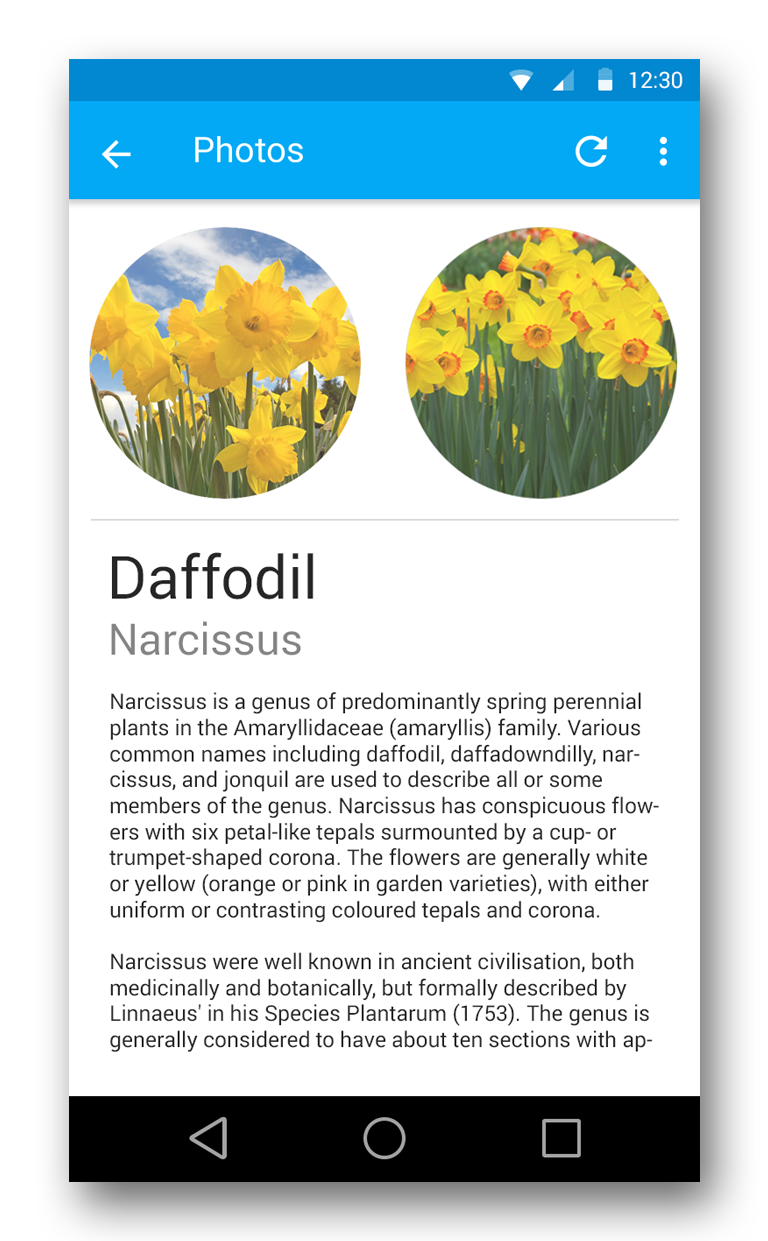 12:30
Photos
Daffodil
Narcissus
Narcissus is a genus of predominantly spring perennial
plants in the Amaryllidaceae (amaryllis) family. Various
common names including daffodil, daffadowndilly, nar-
cissus, and jonquil are used to describe all or some
members of the genus. Narcissus has conspicuous flow-
ers with six petal-like tepals surmounted by a cup- or
trumpet-shaped corona. The flowers are generally white
or yellow (orange or pink in garden varieties), with either
uniform or contrasting coloured tepals and corona.
Narcissus were well known in ancient civilisation, both
medicinally and botanically, but formally described by
Linnaeus' in his Species Plantarum (1753). The genus is
generally considered to have about ten sections with ap-